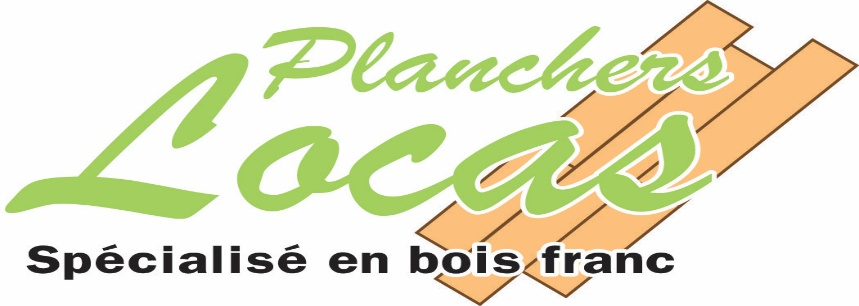 Planchers
Locas
Spécialisé en bois franc